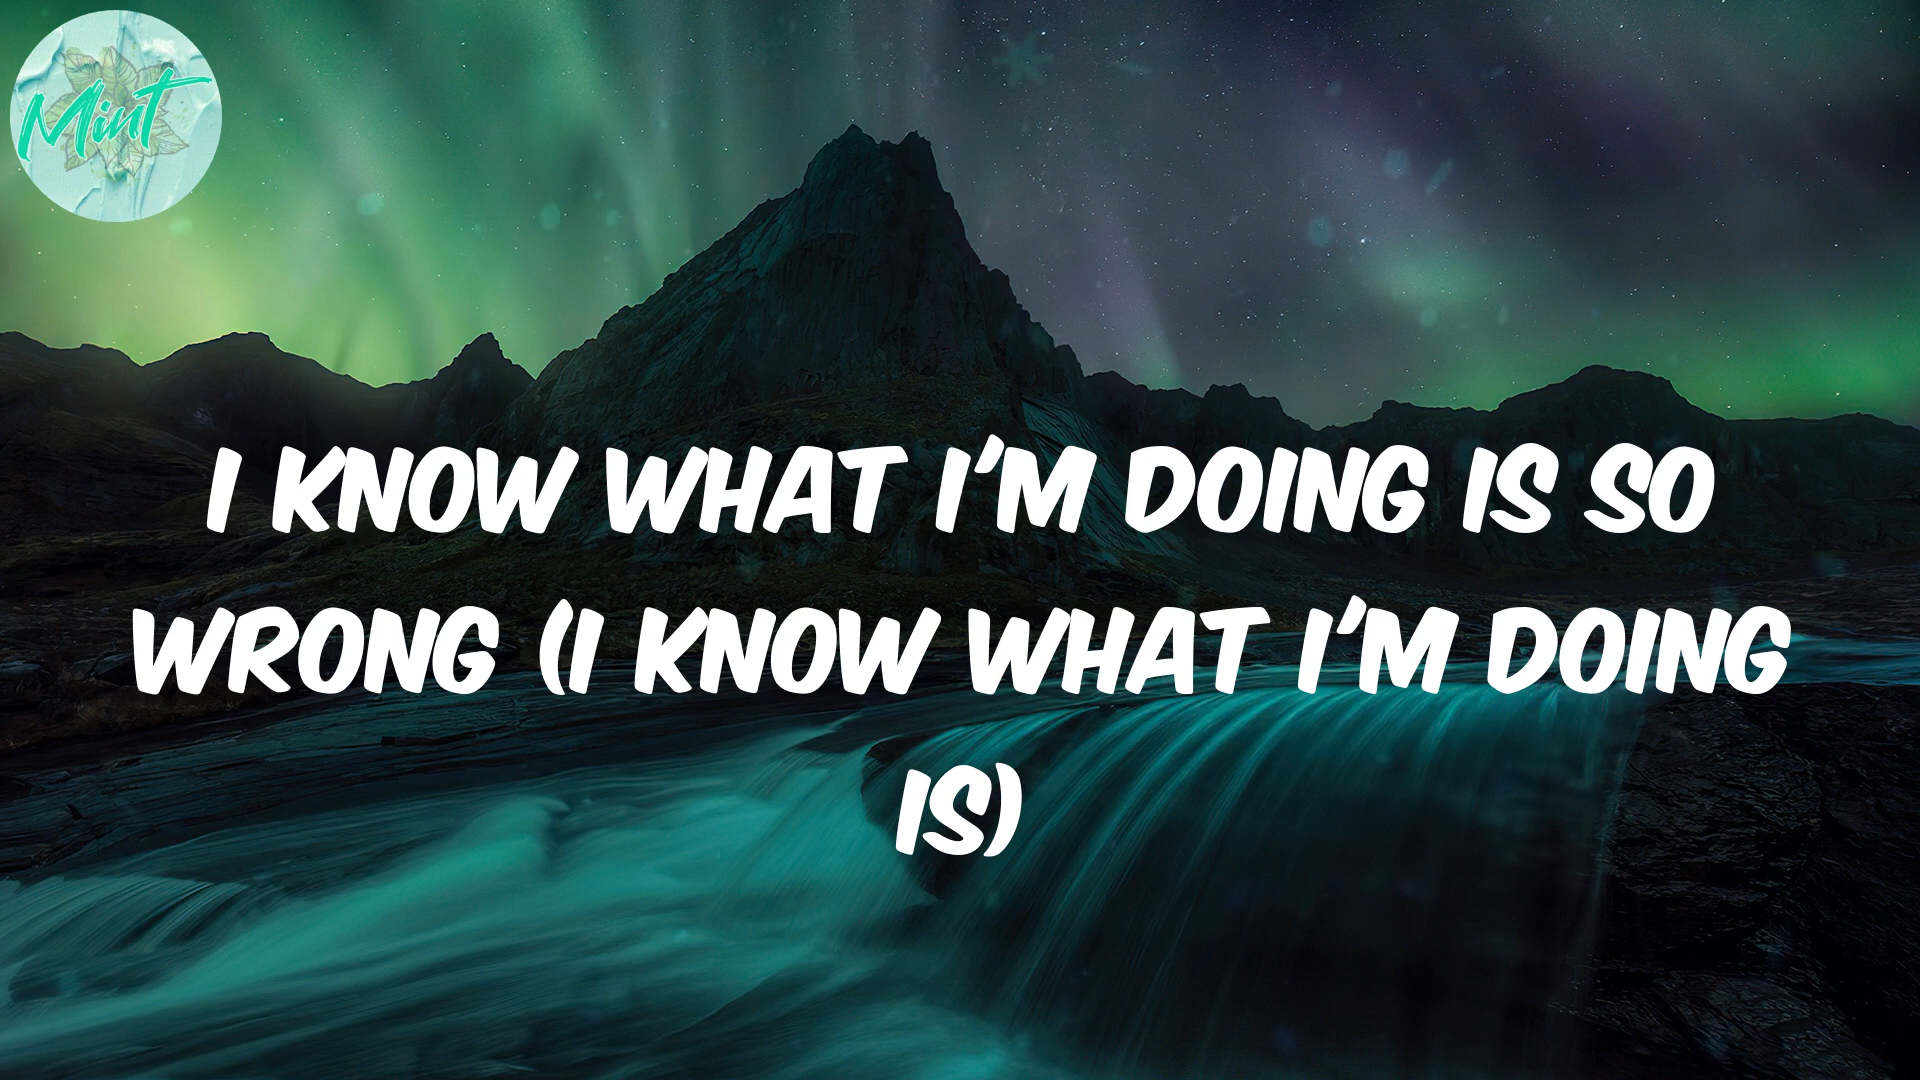 Mint
I KNOW WHAT I'M DOING IS SO
WRONG (I KNOW WHAT I'M DOING
IS)